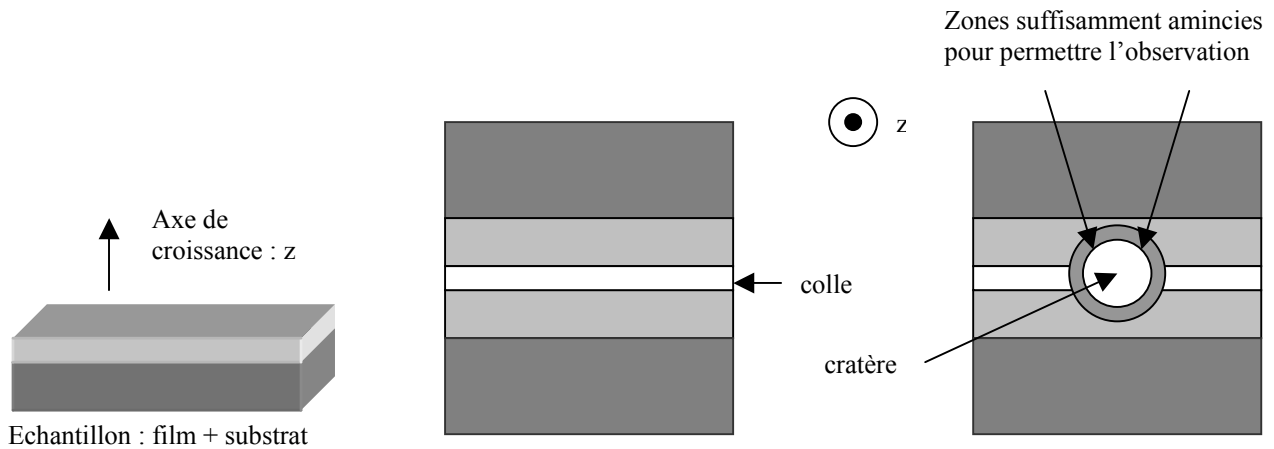 Zones suffisamment amincies
pour permettre l’observation
z
Axe de
croissance : z
colle
cratère
Echantillon : film + substrat